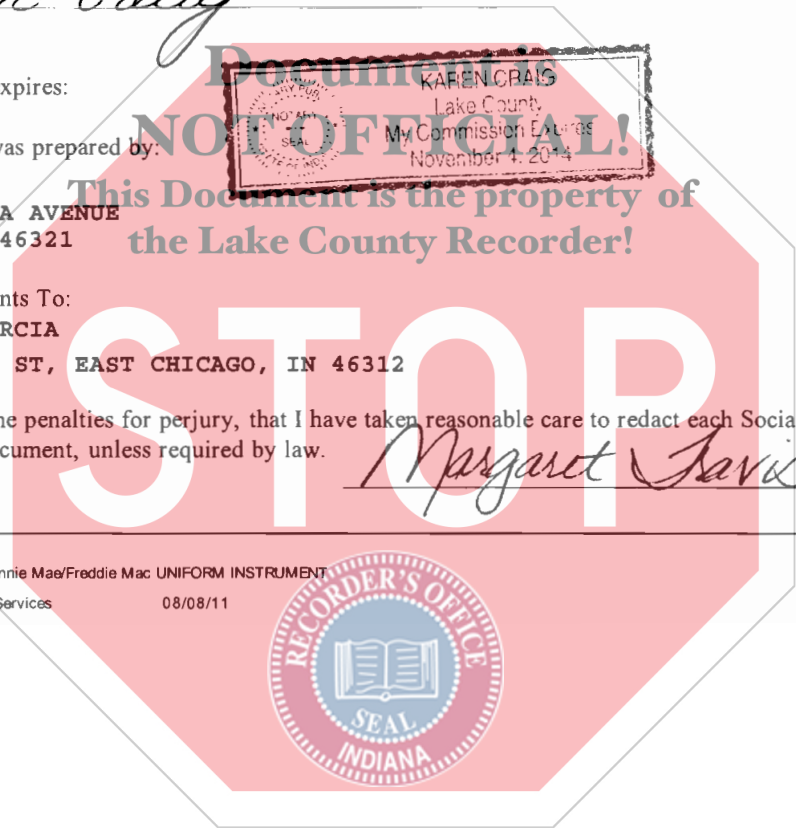 Craig
Document is
KAREN CRAIG
xpires:
Lake County
NOTARY
SEAL
NOT OFFICIAL!
My Commission Expires
was prepared by:
November 4, 2014
This Document is the property of
A AVENUE
46321
the Lake County Recorder!
nts To:
RCIA
STOP
ST, EAST CHICAGO, IN 46312
he penalties for perjury, that I have taken reasonable care to redact each Socia
cument, unless required by law.
Margaret Travis
nnie Mae/Freddie Mac UNIFORM INSTRUMENT
Services 08/08/11
RECORDER'S OFFICE
SEAL
INDIANA